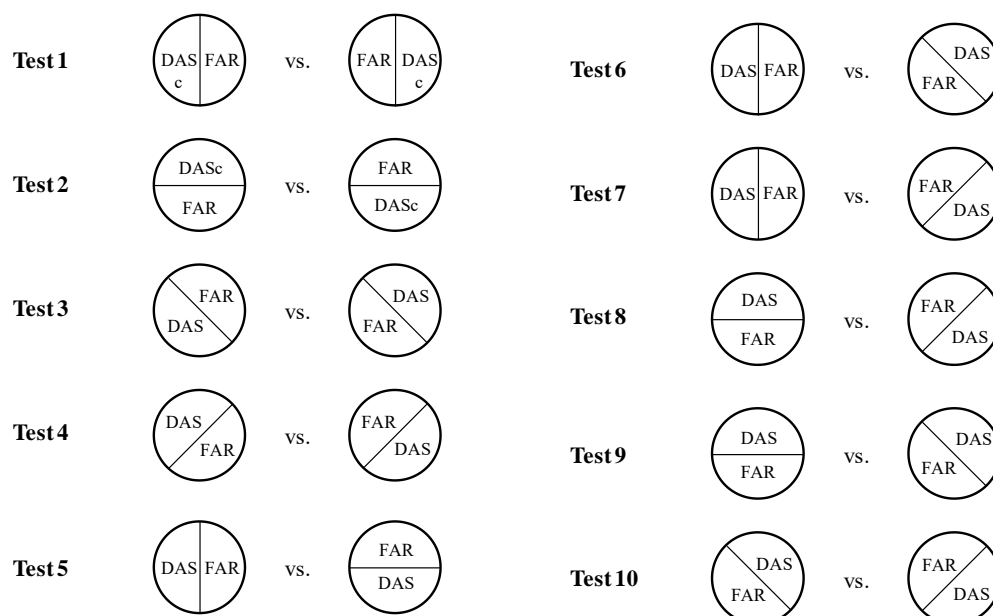 Test 1
DAS FAR
c
vs.
FAR DAS
c
Test 2
DASc
FAR
vs.
FAR
DASc
Test 3
FAR
DAS
vs.
DAS
FAR
Test 4
DAS
FAR
vs.
FAR
DAS
Test 5
DAS FAR
vs.
FAR
DAS
Test 6
DAS FAR
vs.
DAS
FAR
Test 7
DAS FAR
vs.
FAR
DAS
Test 8
DAS
FAR
vs.
FAR
DAS
Test 9
DAS
FAR
vs.
DAS
FAR
Test 10
DAS
FAR
vs.
FAR
DAS